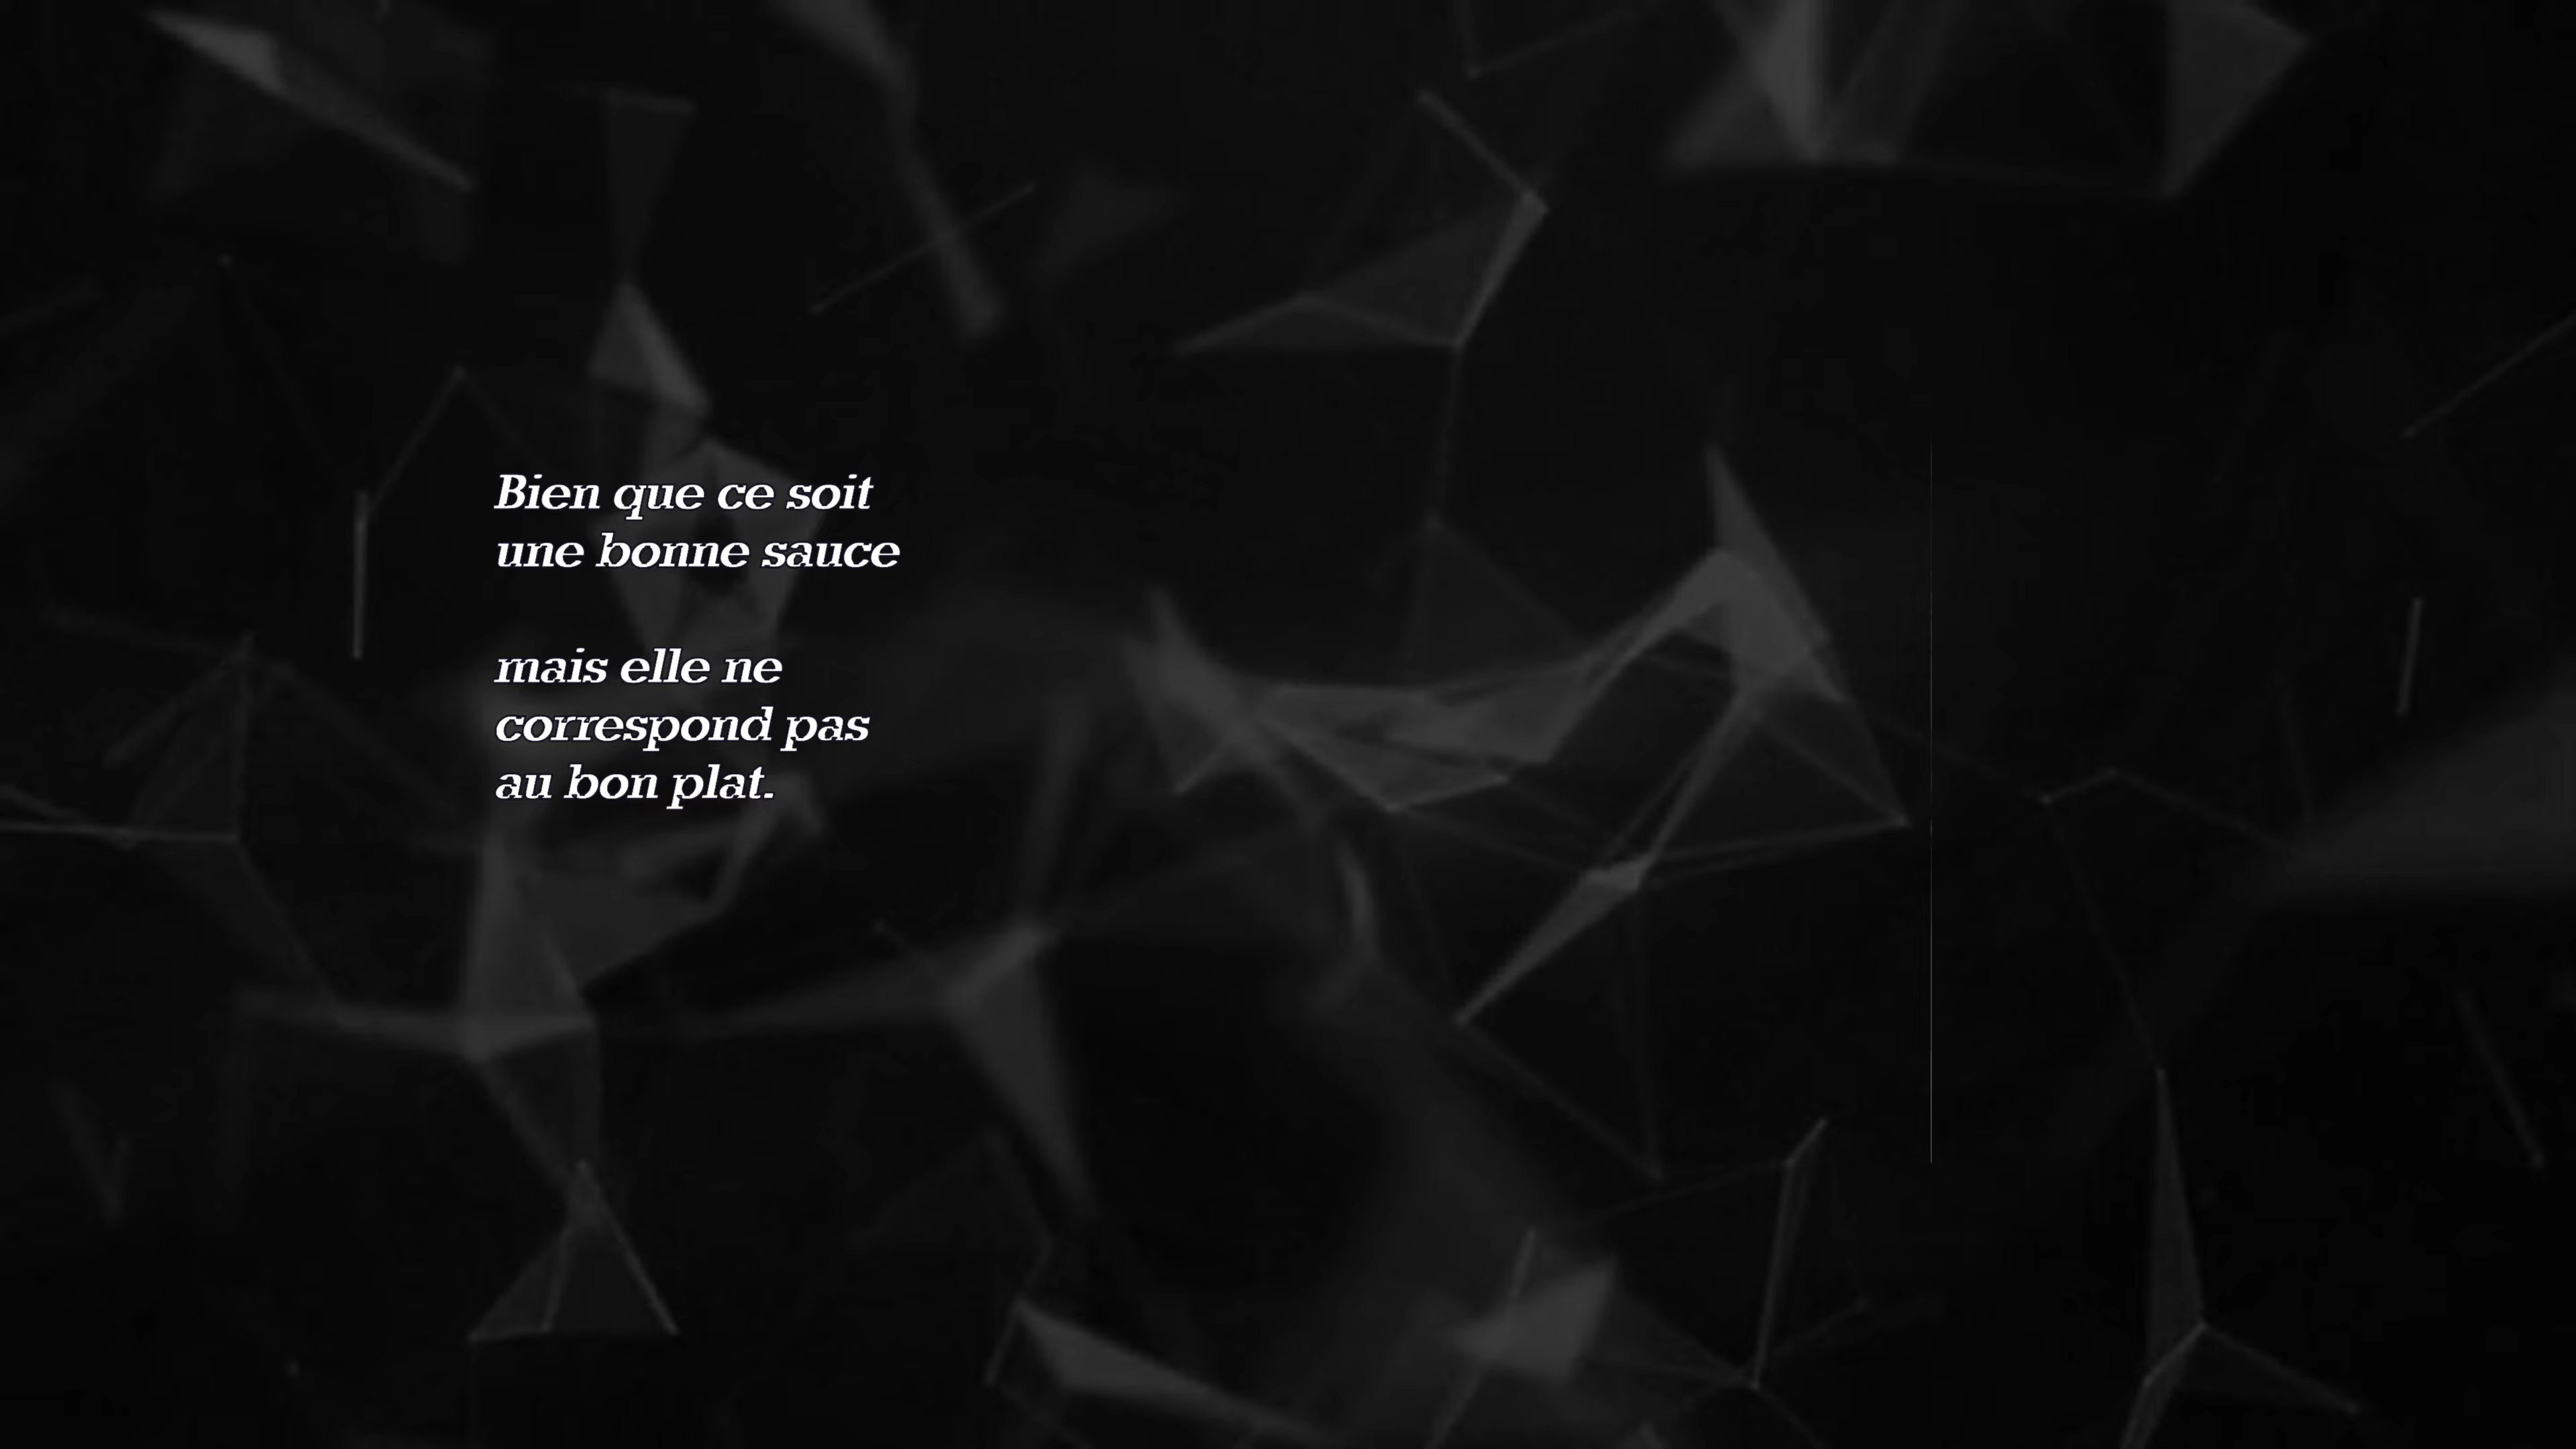 Bien que ce soit
une bonne sauce
mais elle ne
correspond pas
au bon plat.